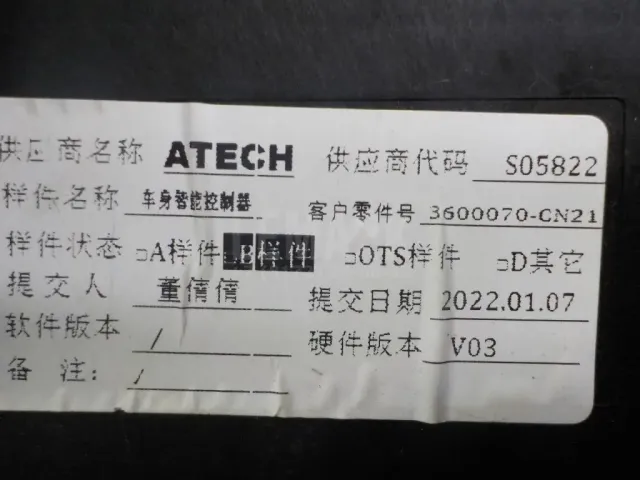 供应商名称 ATECH 供应商代码 S05822
样件名称 车身智能控制器 客户零件号 3600070-CN21
样件状态 □A样件 B样件 □OTS样件 □D其它
提交人 董倩倩 提交日期 2022.01.07
软件版本 / 硬件版本 V03
备注: /